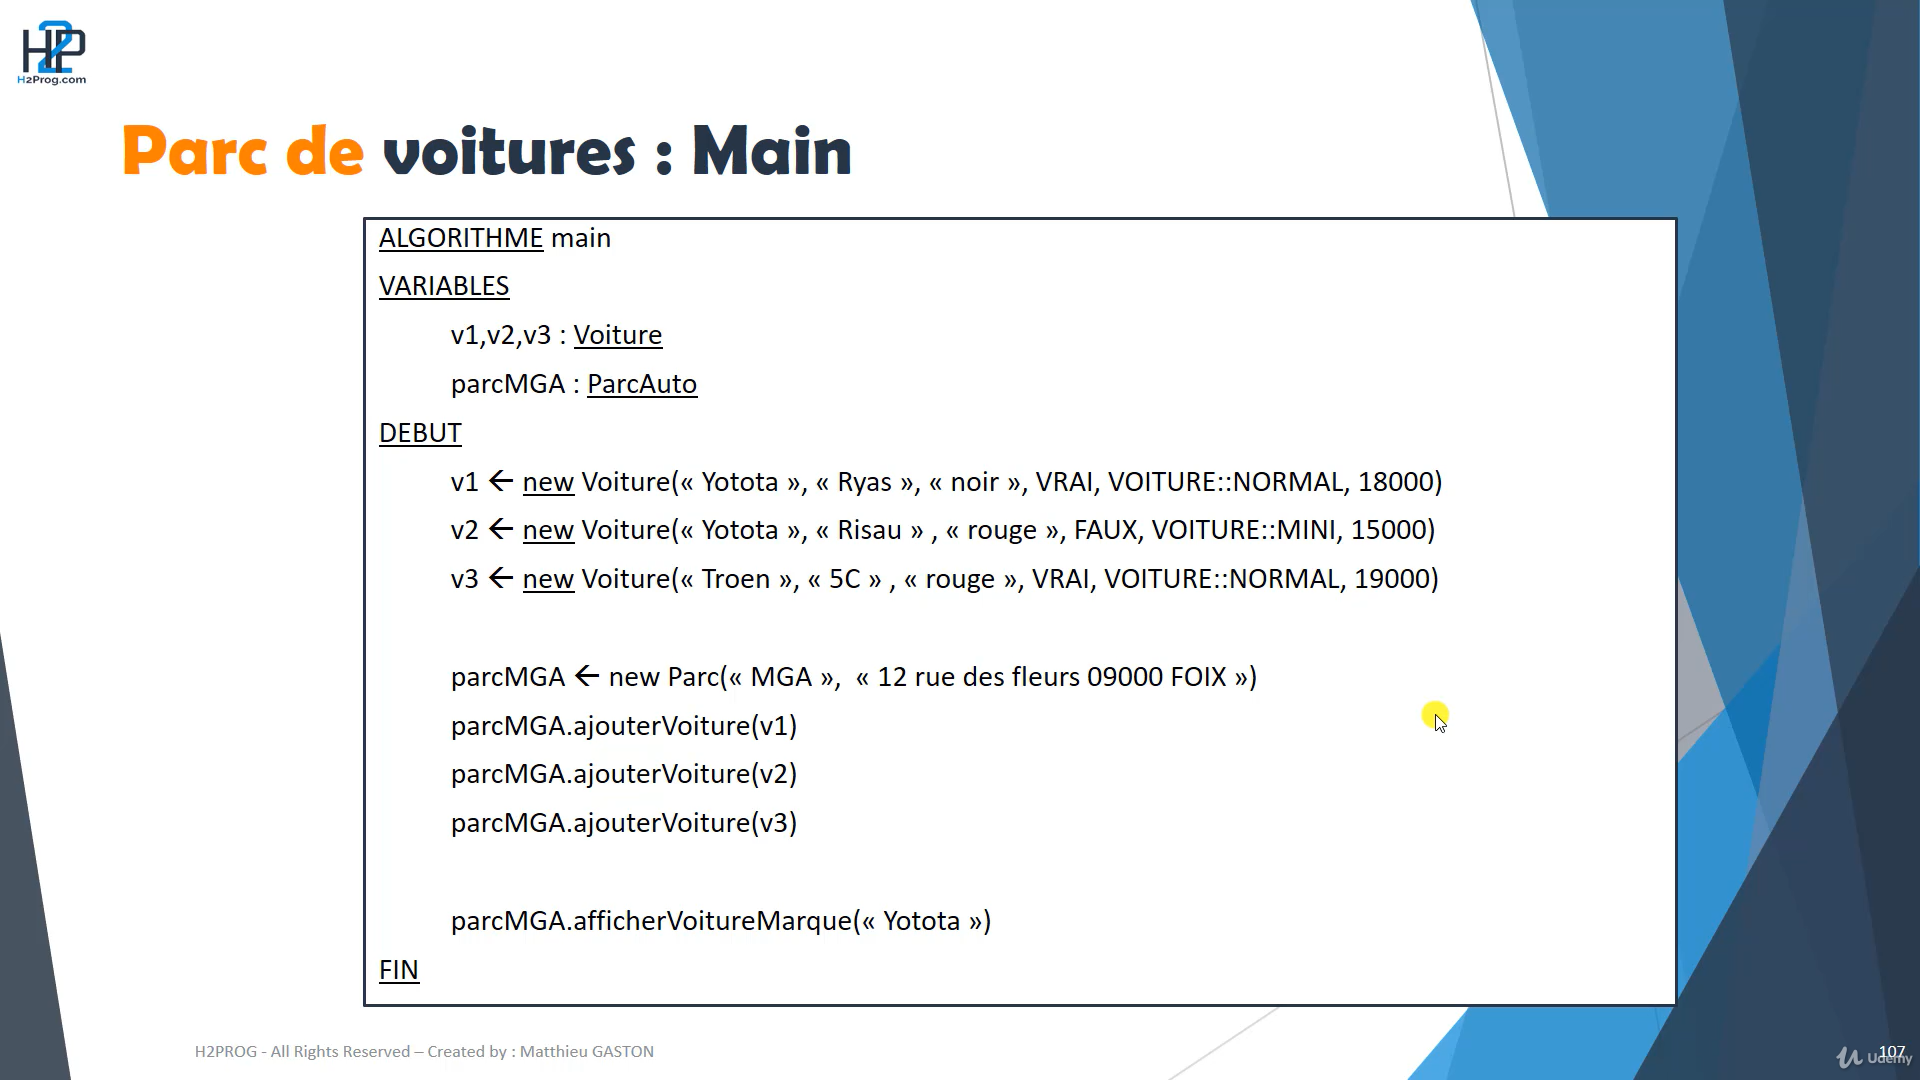 H2P
H2Prog.com
Parc de voitures : Main
ALGORITHME main
VARIABLES
v1,v2,v3 : Voiture
parcMGA : ParcAuto
DEBUT
v1 ← new Voiture(« Yotota », « Ryas », « noir », VRAI, VOITURE::NORMAL, 18000)
v2 ← new Voiture(« Yotota », « Risau » , « rouge », FAUX, VOITURE::MINI, 15000)
v3 ← new Voiture(« Troen », « 5C » , « rouge », VRAI, VOITURE::NORMAL, 19000)
parcMGA ← new Parc(« MGA »,  « 12 rue des fleurs 09000 FOIX »)
parcMGA.ajouterVoiture(v1)
parcMGA.ajouterVoiture(v2)
parcMGA.ajouterVoiture(v3)
parcMGA.afficherVoitureMarque(« Yotota »)
FIN
H2PROG - All Rights Reserved – Created by : Matthieu GASTON
107
Udemy